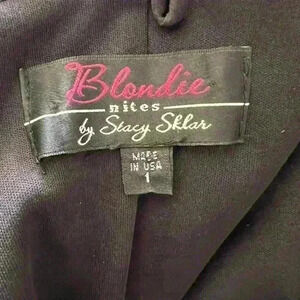 Blondie
nites
by Stacy Sklar
MADE
IN USA
1